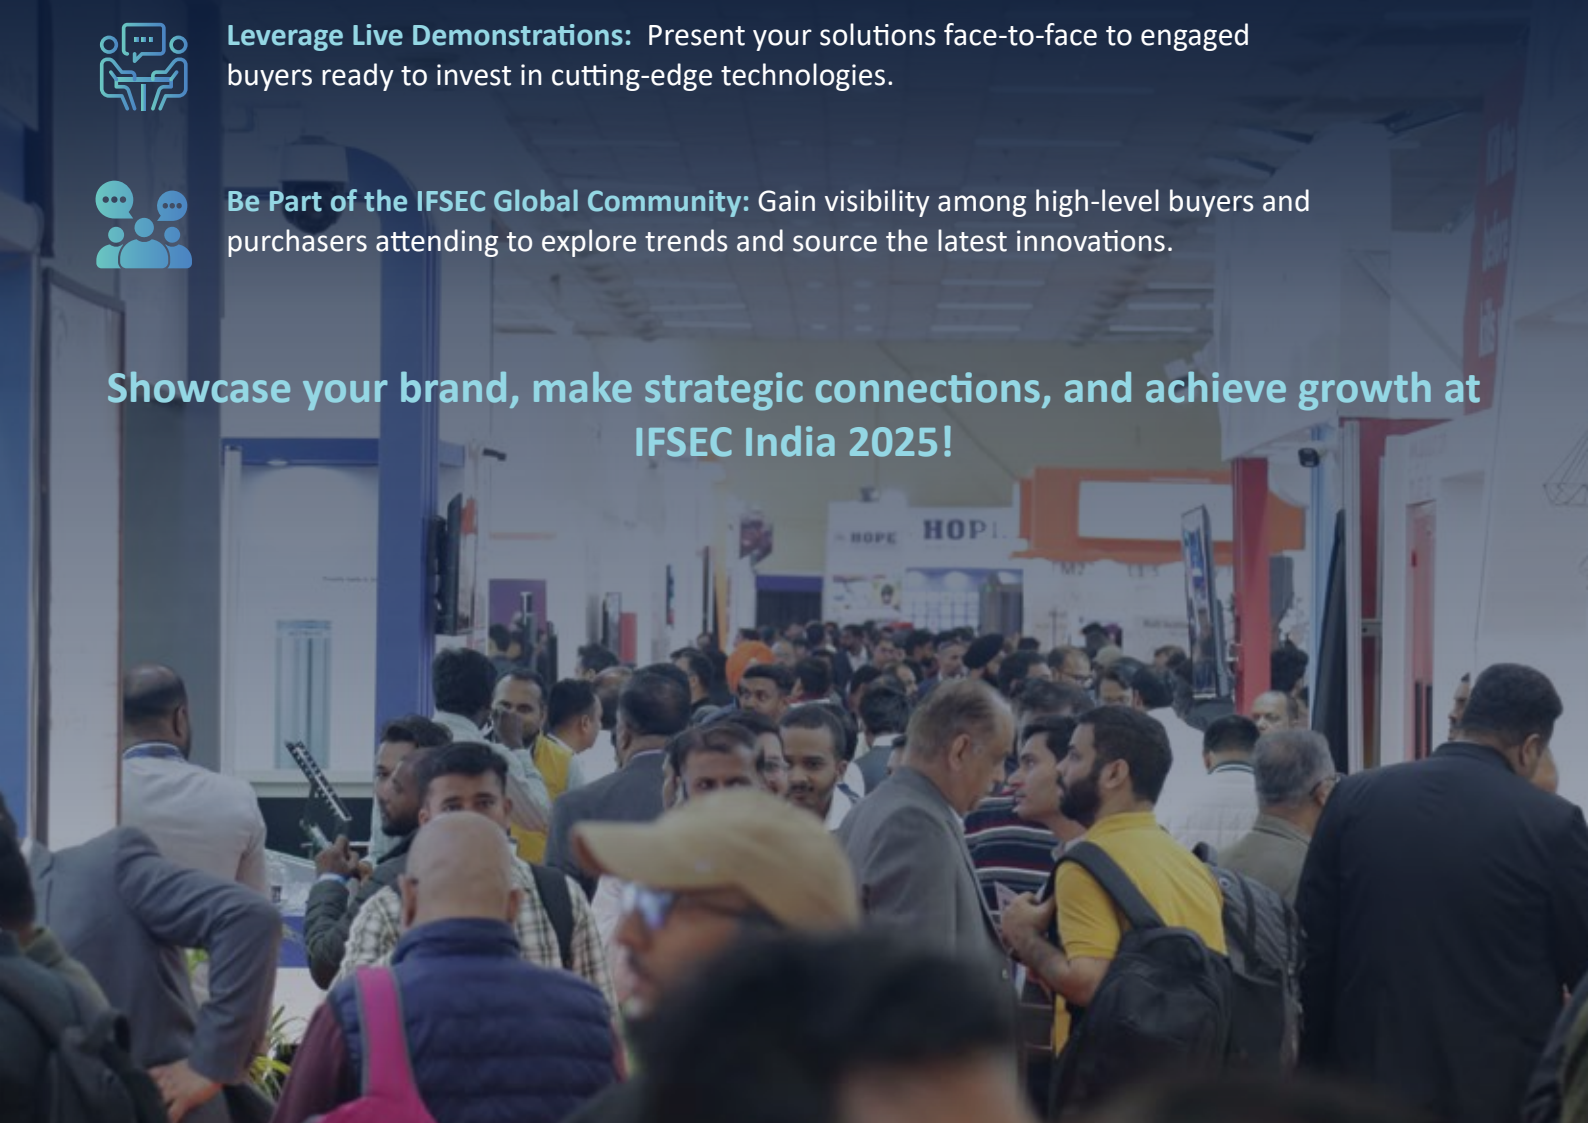 Leverage Live Demonstrations: Present your solutions face-to-face to engaged
buyers ready to invest in cutting-edge technologies.
Be Part of the IFSEC Global Community: Gain visibility among high-level buyers and
purchasers attending to explore trends and source the latest innovations.
Showcase your brand, make strategic connections, and achieve growth at
IFSEC India 2025!
HOPE